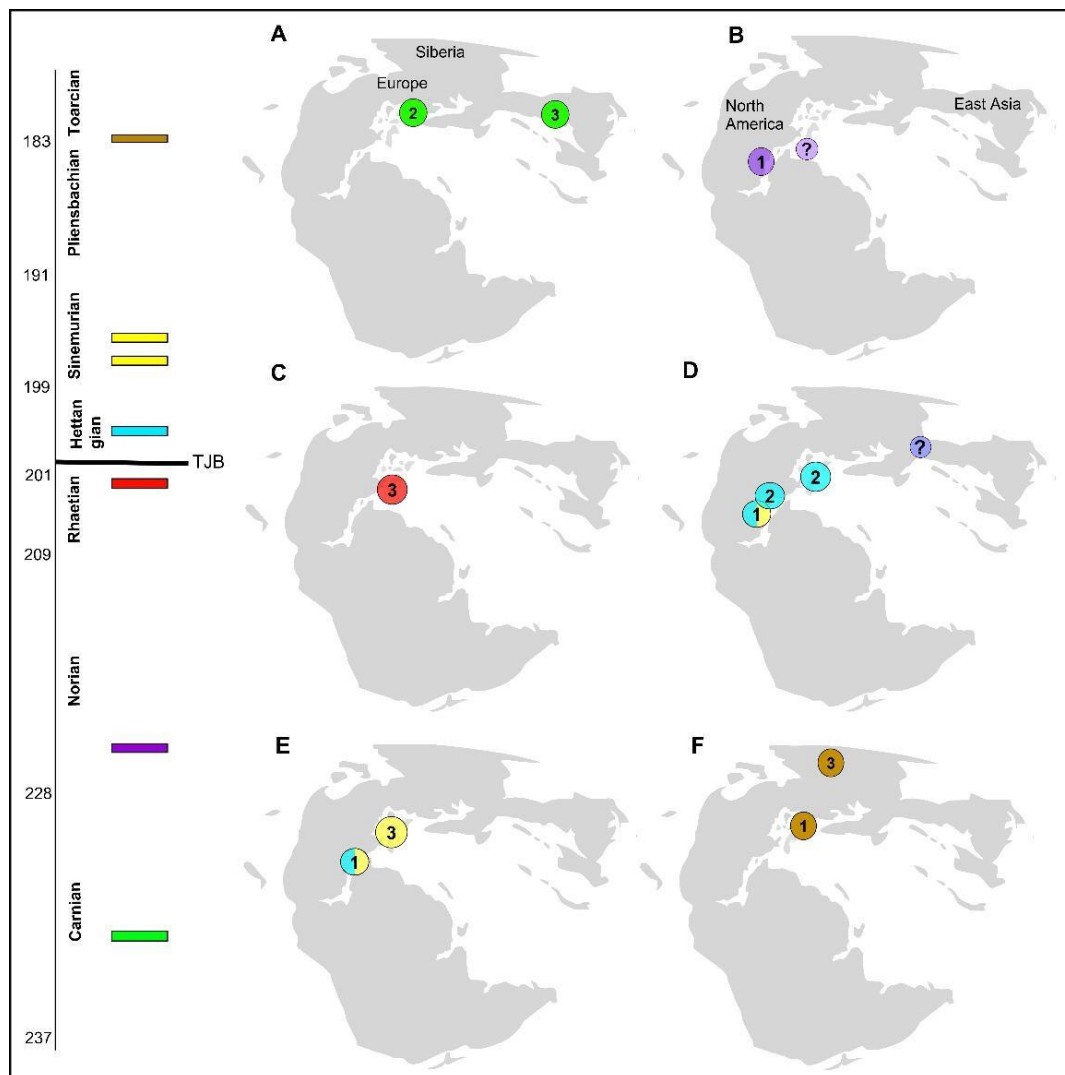 Toarcian
183
Pliensbachian
191
Sinemurian
199
Hettan
gian
TJB
201
Rhaetian
209
Norian
228
Carnian
237
A
Siberia
Europe
2
3
B
North
America
East Asia
1
?
C
3
D
?
2
2
1
E
3
1
F
3
1